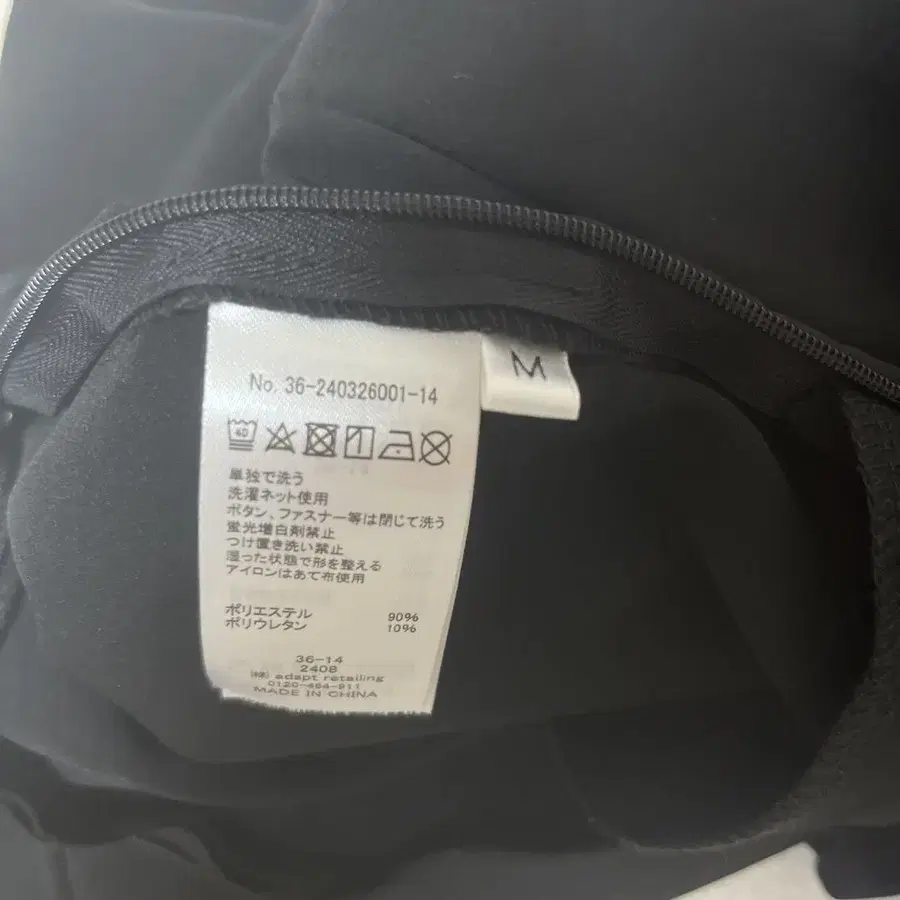 No. 36-240326001-14
M
40
単独で洗う
洗濯ネット使用
ボタン、ファスナー等は閉じて洗う
蛍光増白剤禁止
つけ置き洗い禁止
湿った状態で形を整える
アイロンはあて布使用
ポリエステル 90%
ポリウレタン 10%
36-14
2408
(株) adapt retailing
0120-464-911
MADE IN CHINA